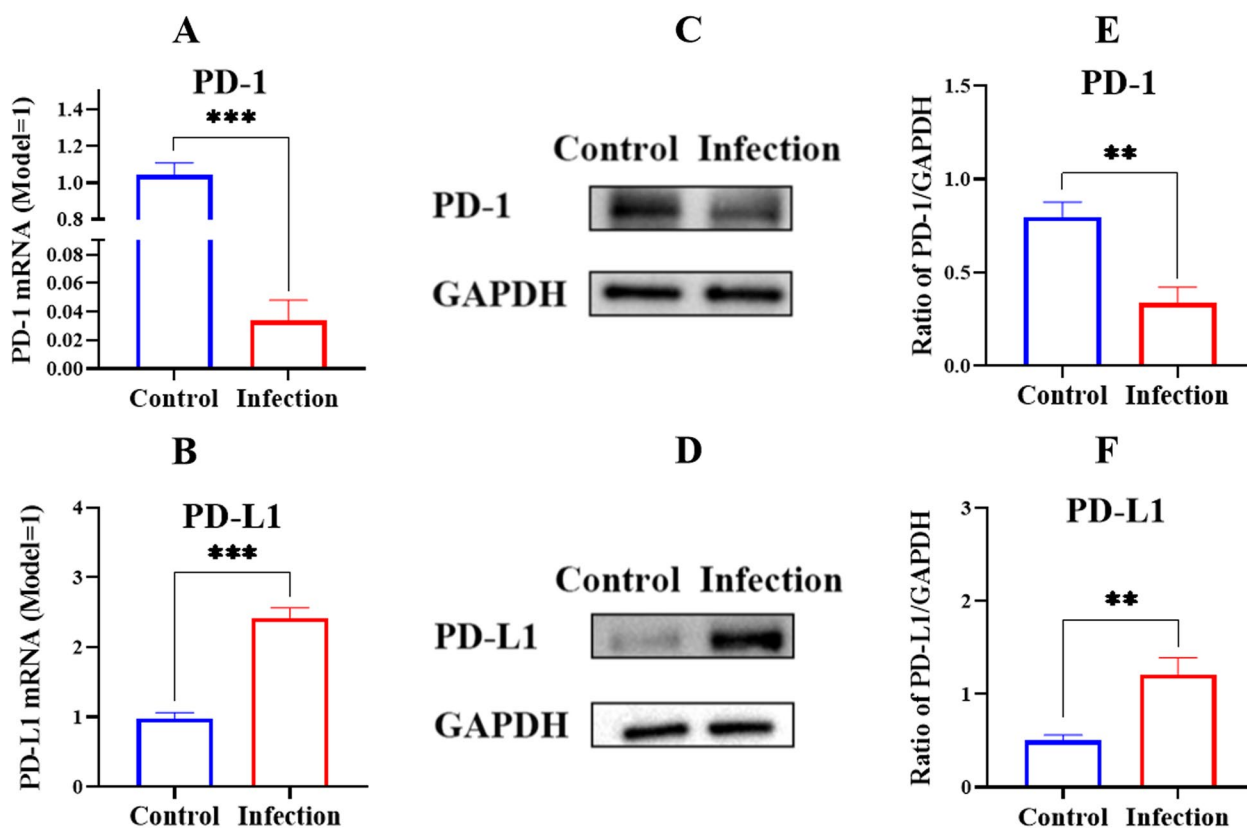 A
PD-1
PD-1 mRNA (Model=1)
1.4
1.2
1.0
0.8
0.08
0.06
0.04
0.02
0.00
***
Control Infection
C
Control Infection
PD-1
GAPDH
E
PD-1
Ratio of PD-1/GAPDH
1.5
1.0
0.5
0.0
**
Control Infection
B
PD-L1
PD-L1 mRNA (Model=1)
4
3
2
1
0
***
Control Infection
D
Control Infection
PD-L1
GAPDH
F
PD-L1
Ratio of PD-L1/GAPDH
3
2
1
0
**
Control Infection